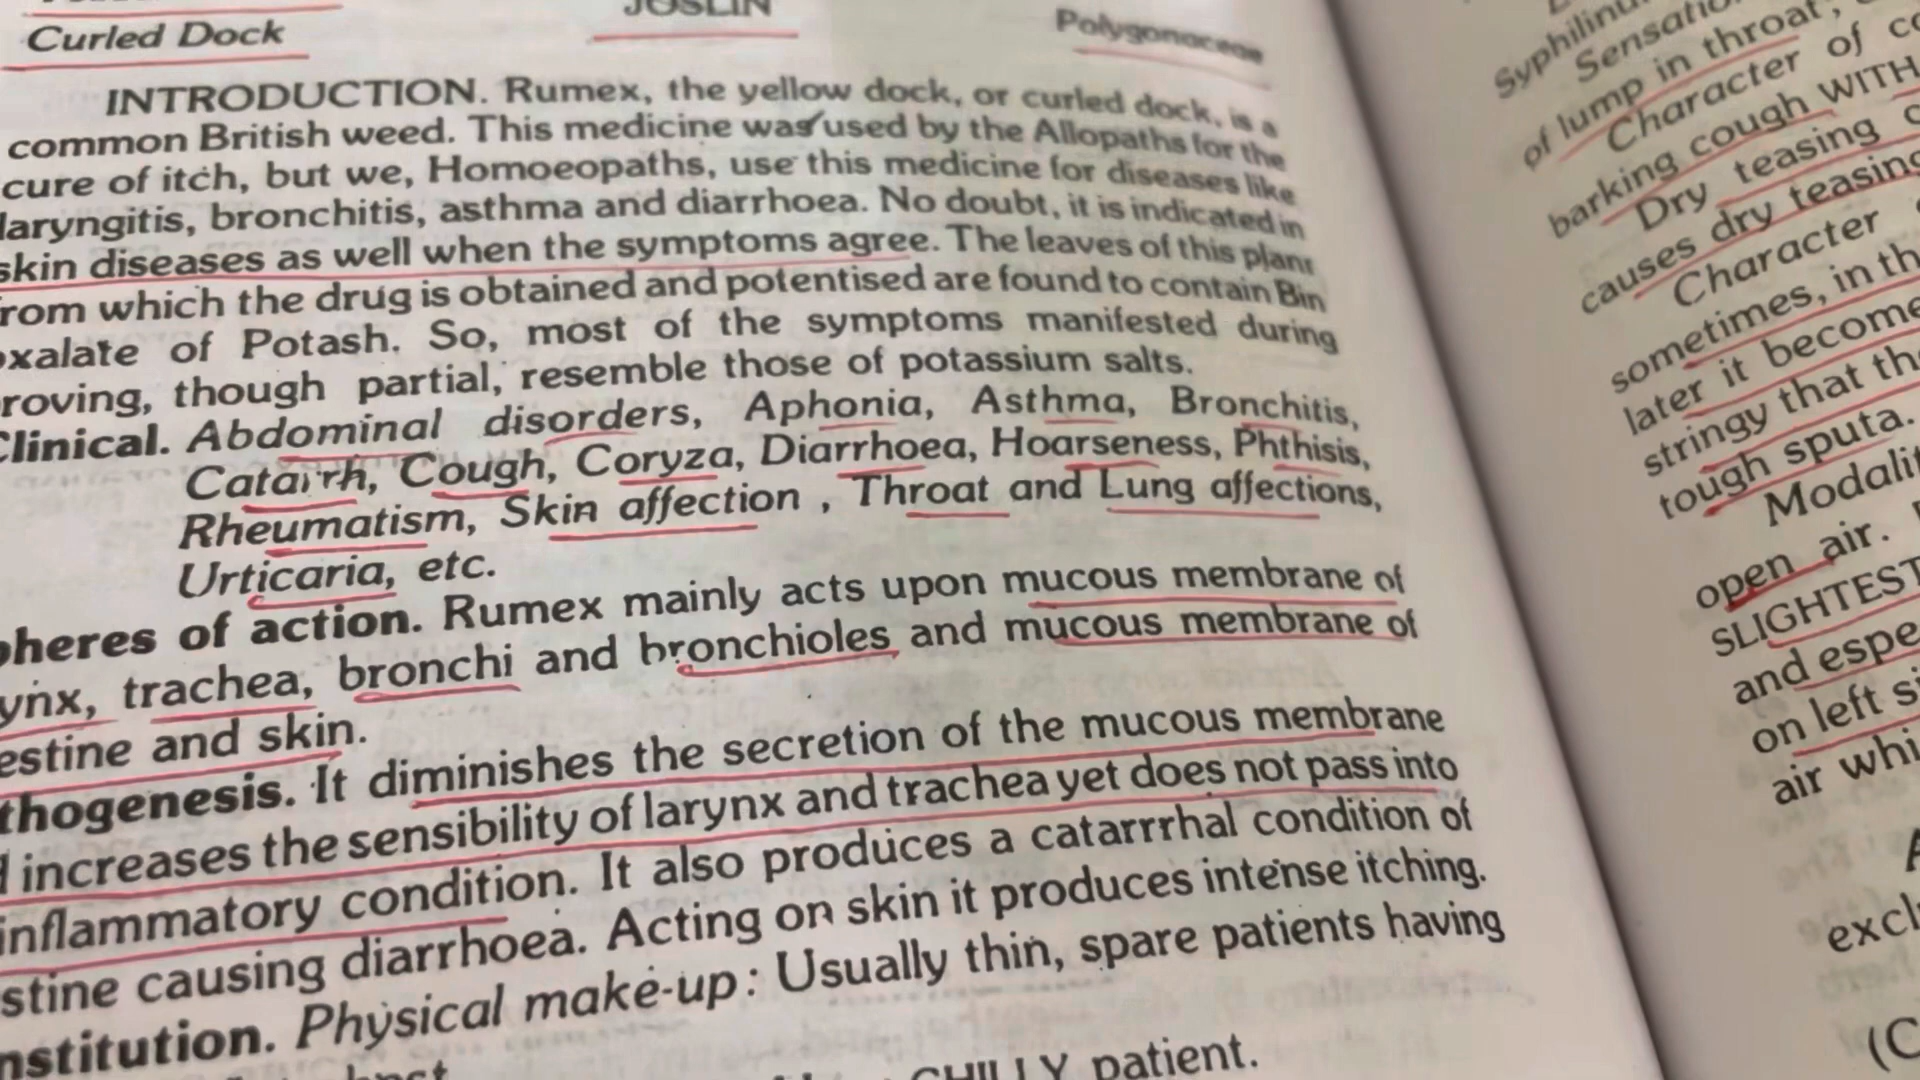 Curled Dock
JOSLIN
Polygonaceae
INTRODUCTION. Rumex, the yellow dock, or curled dock, is a
common British weed. This medicine was used by the Allopaths for the
cure of itch, but we, Homoeopaths, use this medicine for diseases like
laryngitis, bronchitis, asthma and diarrhoea. No doubt, it is indicated in
skin diseases as well when the symptoms agree. The leaves of this plant
rom which the drug is obtained and potentised are found to contain Bin
oxalate of Potash. So, most of the symptoms manifested during
roving, though partial, resemble those of potassium salts.
Clinical. Abdominal disorders, Aphonia, Asthma, Bronchitis,
Catarrh, Cough, Coryza, Diarrhoea, Hoarseness, Phthisis,
Rheumatism, Skin affection , Throat and Lung affections,
Urticaria, etc.
pheres of action. Rumex mainly acts upon mucous membrane of
ynx, trachea, bronchi and bronchioles and mucous membrane of
estine and skin.
thogenesis. It diminishes the secretion of the mucous membrane
increases the sensibility of larynx and trachea yet does not pass into
inflammatory condition. It also produces a catarrrhal condition of
stine causing diarrhoea. Acting on skin it produces intense itching.
nstitution. Physical make-up : Usually thin, spare patients having
CHILLY patient.
Syphilinu
Sensatio
of lump in throat,
Character of co
barking cough WITH
Dry teasing c
causes dry teasing
Character
sometimes, in th
later it become
stringy that th
tough sputa.
Modalit
open air.
SLIGHTEST
and espe
on left si
air whi
excl
(C